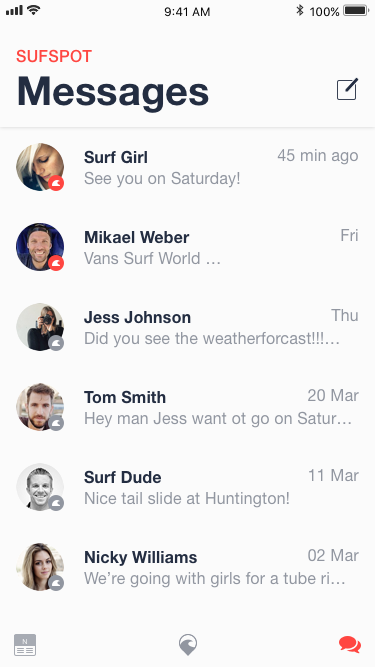 9:41 AM
100%
SUFSPOT
Messages
Surf Girl
45 min ago
See you on Saturday!
Mikael Weber
Fri
Vans Surf World …
Jess Johnson
Thu
Did you see the weatherforcast!!!…
Tom Smith
20 Mar
Hey man Jess want ot go on Satur…
Surf Dude
11 Mar
Nice tail slide at Huntington!
Nicky Williams
02 Mar
We’re going with girls for a tube ri…
N